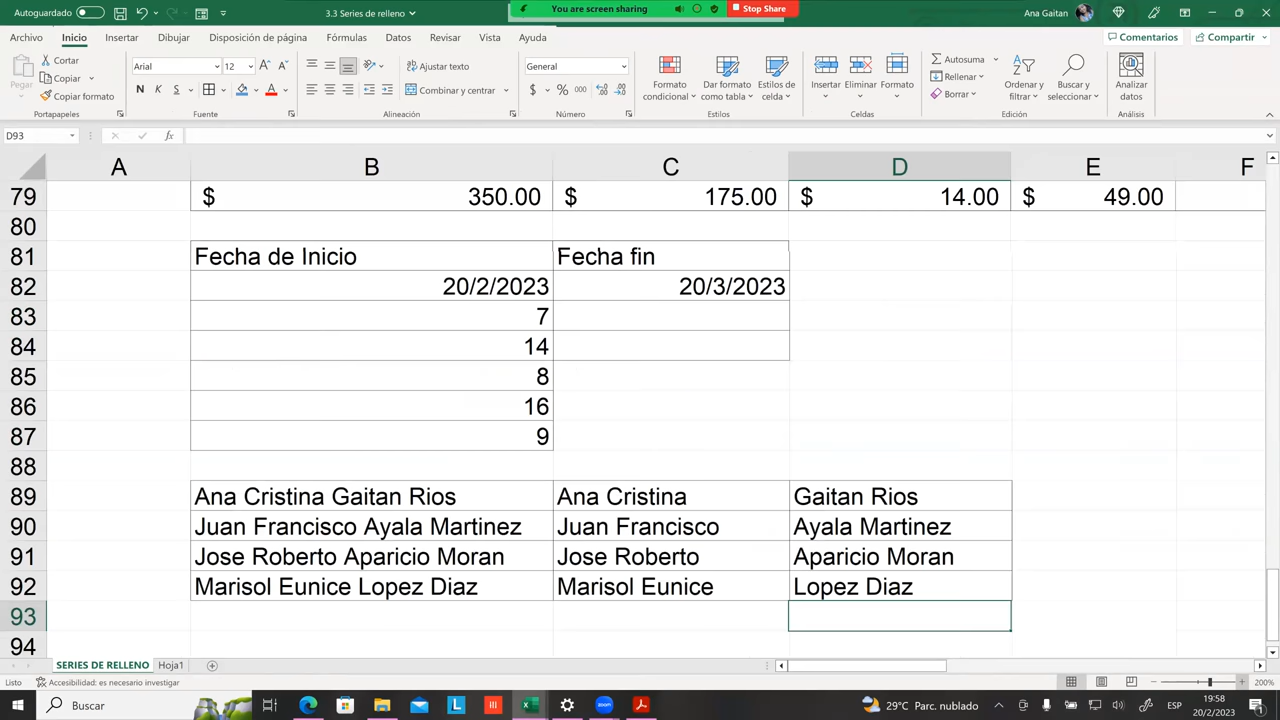 Autoguardado
3.3 Series de relleno
You are screen sharing
Stop Share
Ana Gaitan
Archivo Inicio Insertar Dibujar Disposición de página Fórmulas Datos Revisar Vista Ayuda
Comentarios Compartir
Pegar
Cortar
Copiar
Copiar formato
Portapapeles
Arial 12
N K S
Fuente
Ajustar texto
Combinar y centrar
Alineación
General
$ % 000
Número
Formato condicional
Dar formato como tabla
Estilos de celda
Estilos
Insertar Eliminar Formato
Celdas
Autosuma
Rellenar
Borrar
Ordenar y filtrar
Buscar y seleccionar
Edición
Analizar datos
Análisis
D93 fx
A B C D E F
79 $ 350.00 $ 175.00 $ 14.00 $ 49.00
80
81 Fecha de Inicio Fecha fin
82 20/2/2023 20/3/2023
83 7
84 14
85 8
86 16
87 9
88
89 Ana Cristina Gaitan Rios Ana Cristina Gaitan Rios
90 Juan Francisco Ayala Martinez Juan Francisco Ayala Martinez
91 Jose Roberto Aparicio Moran Jose Roberto Aparicio Moran
92 Marisol Eunice Lopez Diaz Marisol Eunice Lopez Diaz
93
94
SERIES DE RELLENO Hoja1
Listo Accesibilidad: es necesario investigar 200%
Buscar
29°C Parc. nublado ESP 19:58
20/2/2023